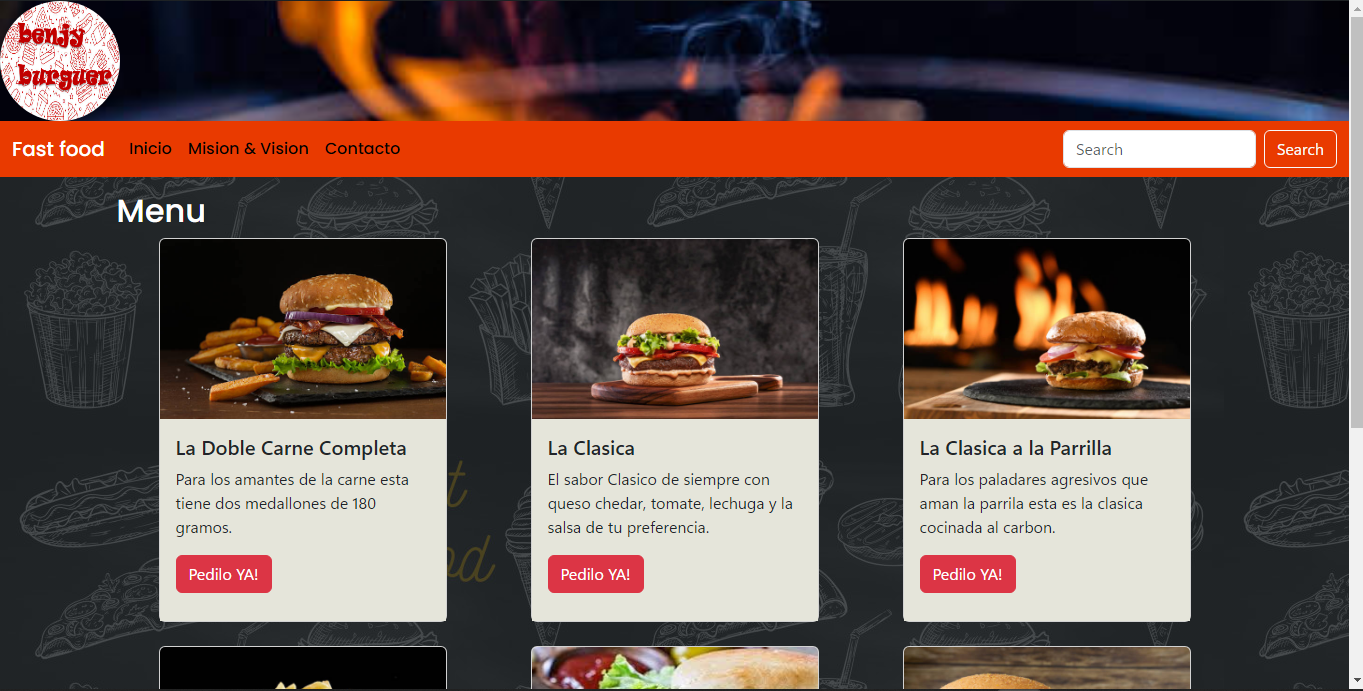 benjy
burguer
Fast food Inicio Mision & Vision Contacto Search Search
Menu
La Doble Carne Completa
Para los amantes de la carne esta
tiene dos medallones de 180
gramos.
Pedilo YA!
La Clasica
El sabor Clasico de siempre con
queso chedar, tomate, lechuga y la
salsa de tu preferencia.
Pedilo YA!
La Clasica a la Parrilla
Para los paladares agresivos que
aman la parrila esta es la clasica
cocinada al carbon.
Pedilo YA!